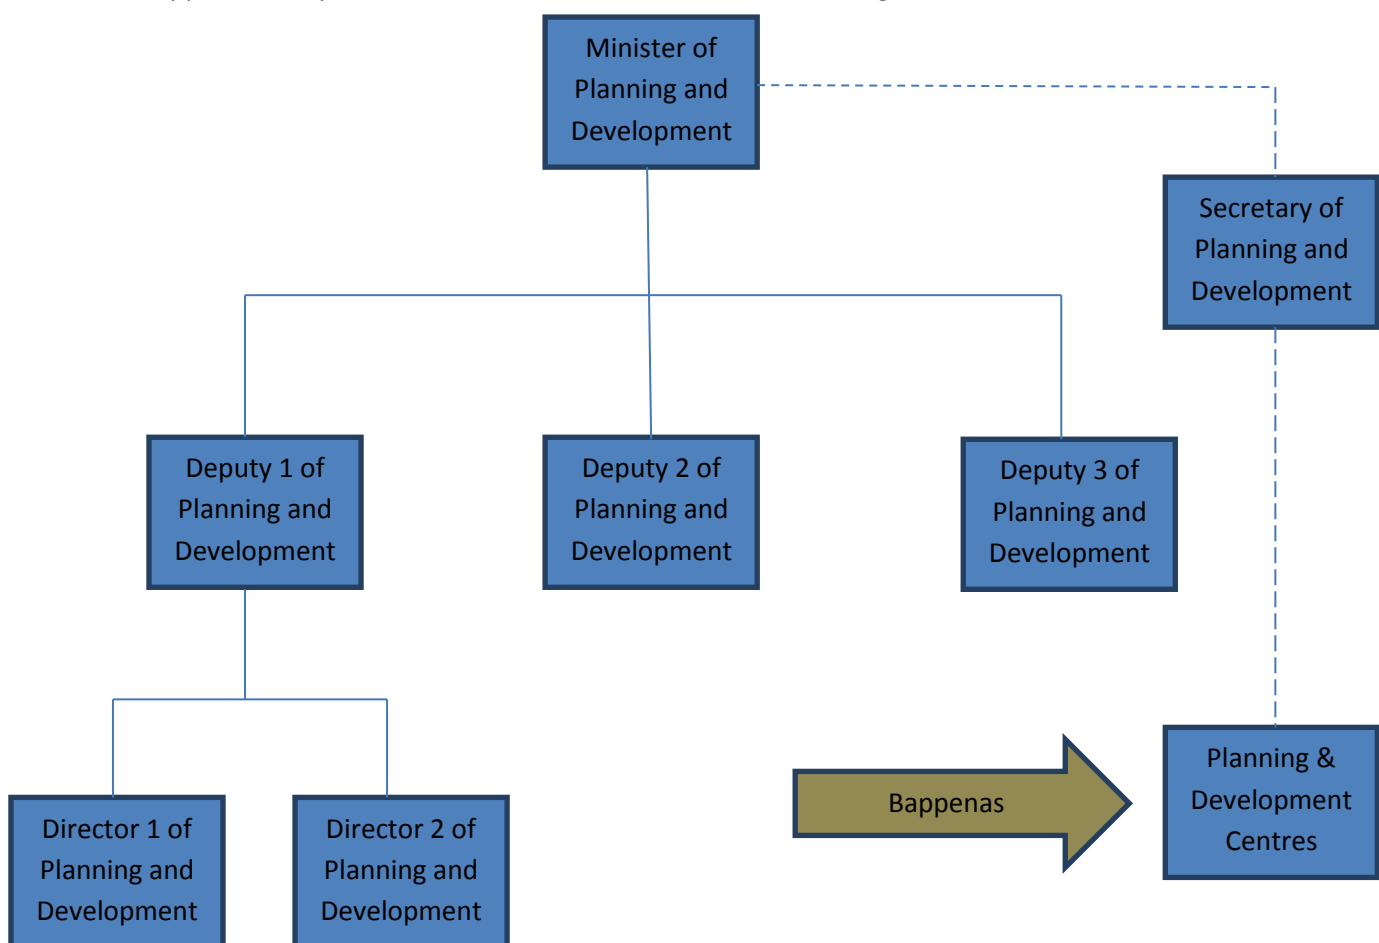 Minister of
Planning and
Development
Secretary of
Planning and
Development
Deputy 1 of
Planning and
Development
Deputy 2 of
Planning and
Development
Deputy 3 of
Planning and
Development
Bappenas
Planning &
Development
Centres
Director 1 of
Planning and
Development
Director 2 of
Planning and
Development